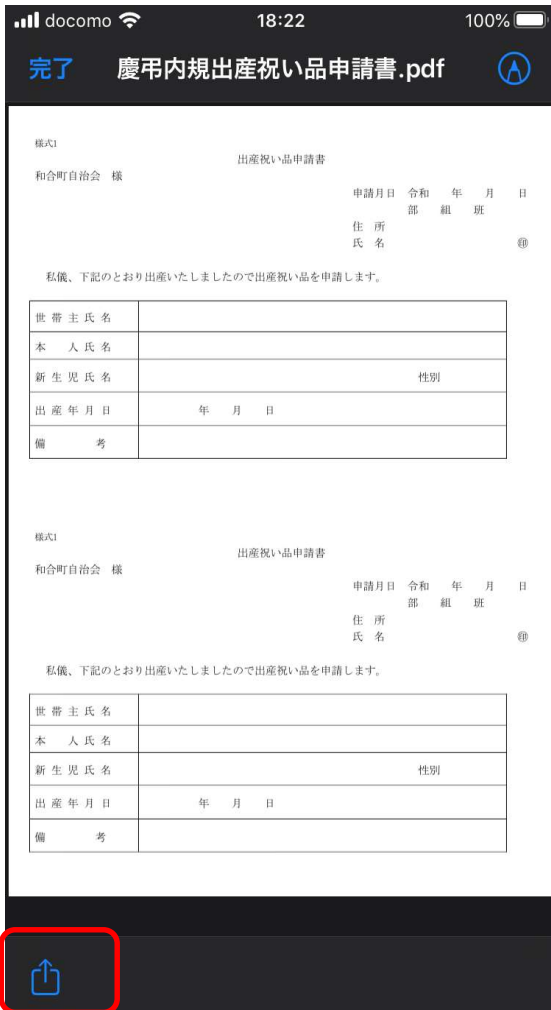 docomo 18:22 100%
完了 慶弔内規出産祝い品申請書.pdf
様式1
出産祝い品申請書
和合町自治会 様
申請月日 令和 年 月 日
部 組 班
住 所
氏 名 ㊞
私儀、下記のとおり出産いたしましたので出産祝い品を申請します。
世帯主氏名
本 人氏名
新生児氏名 性別
出産年月日 年 月 日
備 考
様式1
出産祝い品申請書
和合町自治会 様
申請月日 令和 年 月 日
部 組 班
住 所
氏 名 ㊞
私儀、下記のとおり出産いたしましたので出産祝い品を申請します。
世帯主氏名
本 人氏名
新生児氏名 性別
出産年月日 年 月 日
備 考